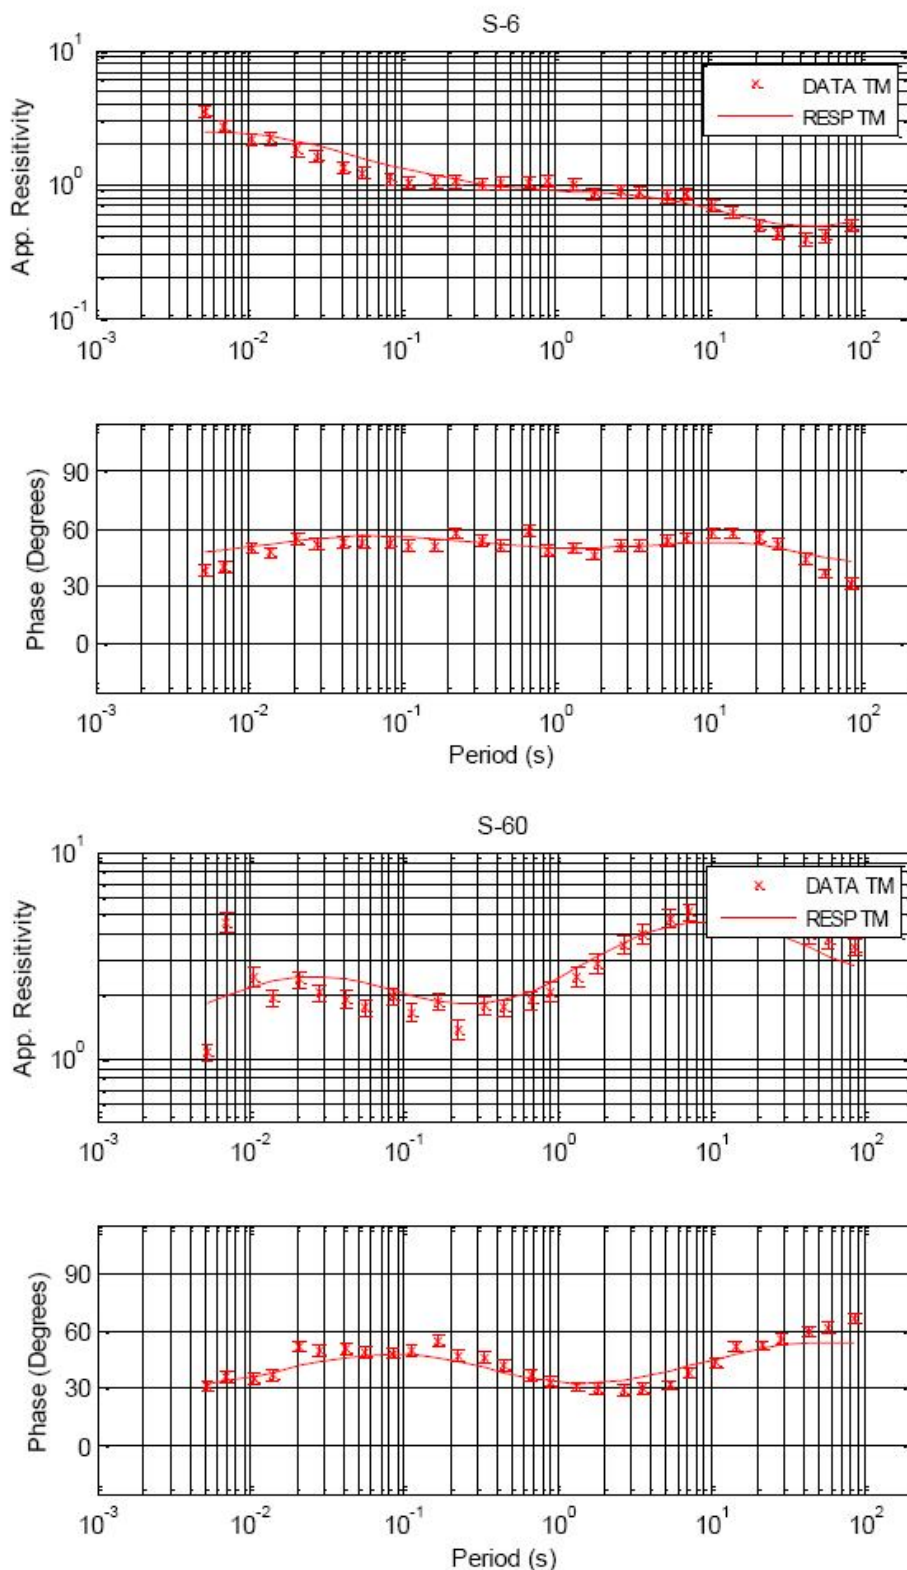 S-6
10^1
10^0
10^-1
App. Resisitivity
DATA TM
RESP TM
10^-3 10^-2 10^-1 10^0 10^1 10^2
90
60
30
0
Phase (Degrees)
10^-3 10^-2 10^-1 10^0 10^1 10^2
Period (s)
S-60
10^1
10^0
App. Resisitivity
DATA TM
RESP TM
10^-3 10^-2 10^-1 10^0 10^1 10^2
90
60
30
0
Phase (Degrees)
10^-3 10^-2 10^-1 10^0 10^1 10^2
Period (s)